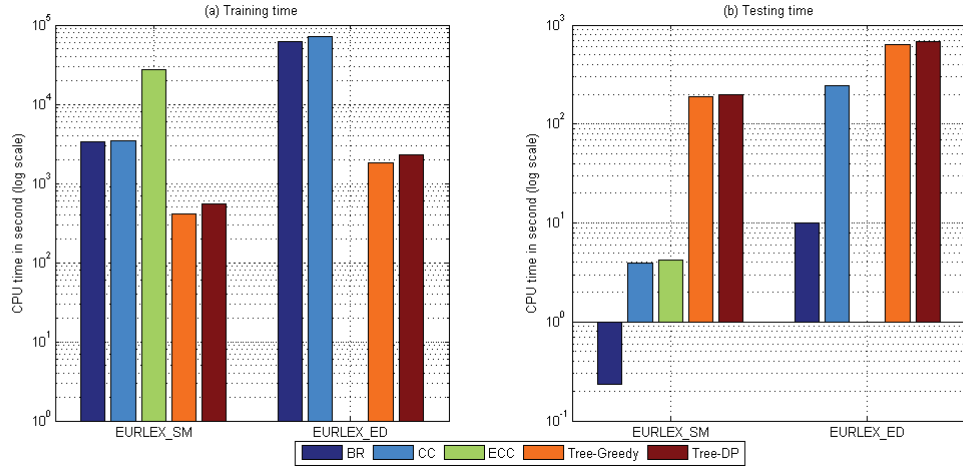 (a) Training time
CPU time in second (log scale)
10^5
10^4
10^3
10^2
10^1
10^0
EURLEX_SM
EURLEX_ED
(b) Testing time
CPU time in second (log scale)
10^3
10^2
10^1
10^0
10^-1
EURLEX_SM
EURLEX_ED
BR CC ECC Tree-Greedy Tree-DP